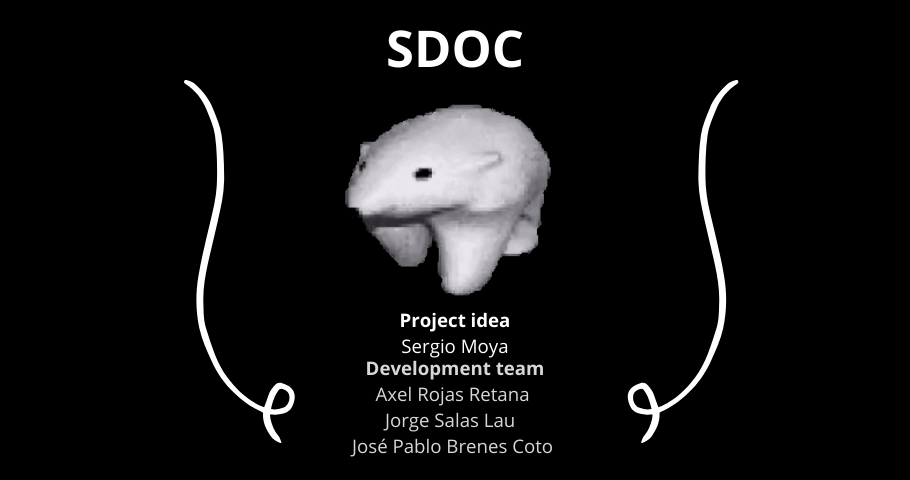 SDOC
Project idea
Sergio Moya
Development team
Axel Rojas Retana
Jorge Salas Lau
José Pablo Brenes Coto